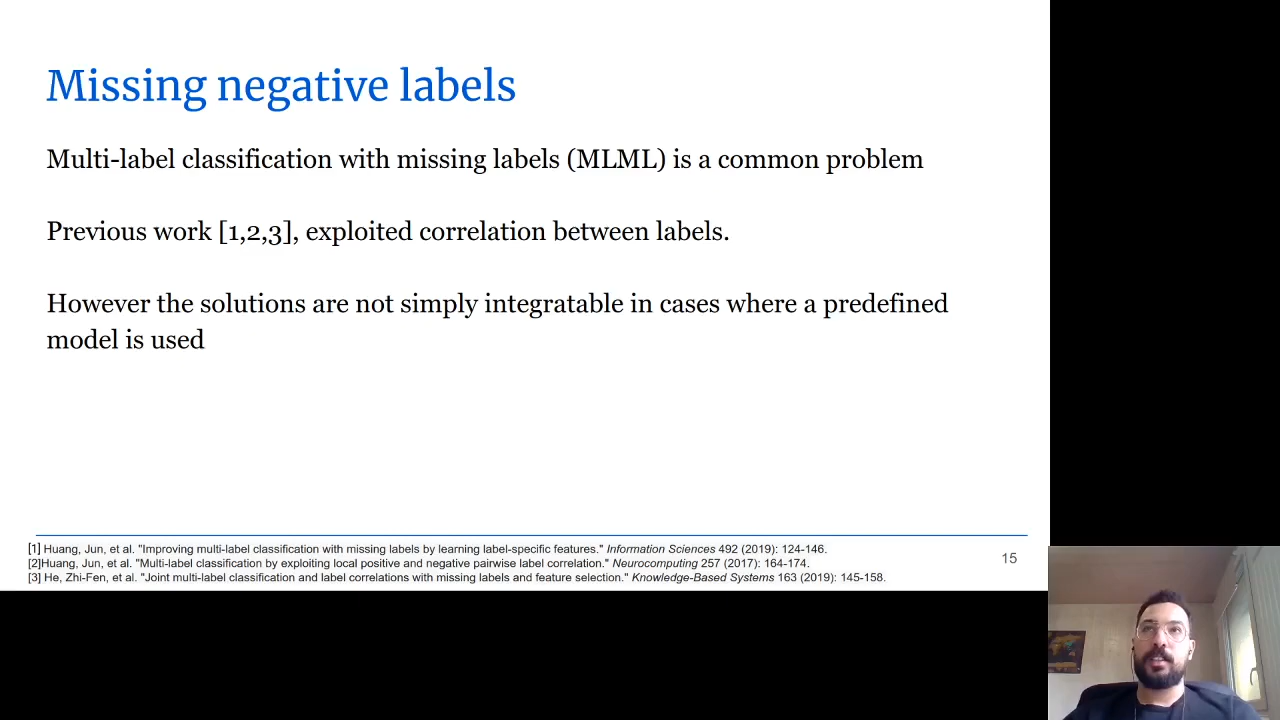 Missing negative labels
Multi-label classification with missing labels (MLML) is a common problem
Previous work [1,2,3], exploited correlation between labels.
However the solutions are not simply integratable in cases where a predefined
model is used
[1] Huang, Jun, et al. "Improving multi-label classification with missing labels by learning label-specific features." Information Sciences 492 (2019): 124-146.
[2]Huang, Jun, et al. "Multi-label classification by exploiting local positive and negative pairwise label correlation." Neurocomputing 257 (2017): 164-174.
[3] He, Zhi-Fen, et al. "Joint multi-label classification and label correlations with missing labels and feature selection." Knowledge-Based Systems 163 (2019): 145-158.
15